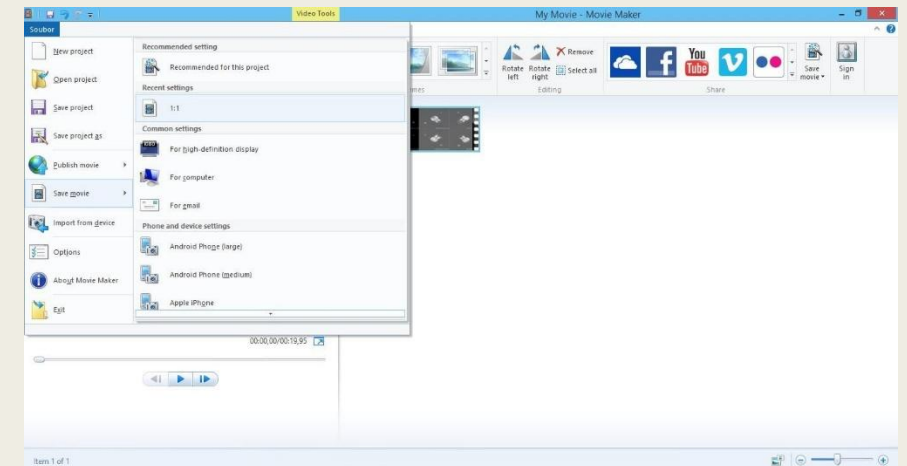 Video Tools
My Movie - Movie Maker
Soubor
New project
Open project
Save project
Save project as
Publish movie
Save movie
Import from device
Options
About Movie Maker
Exit
Recommended setting
Recommended for this project
Recent settings
1:1
Common settings
For high-definition display
For computer
For email
Phone and device settings
Android Phone (large)
Android Phone (medium)
Apple iPhone
Rotate left
Rotate right
Remove
Select all
Editing
You Tube
Share
Save movie
Sign in
00:00,00/00:19,95
Item 1 of 1